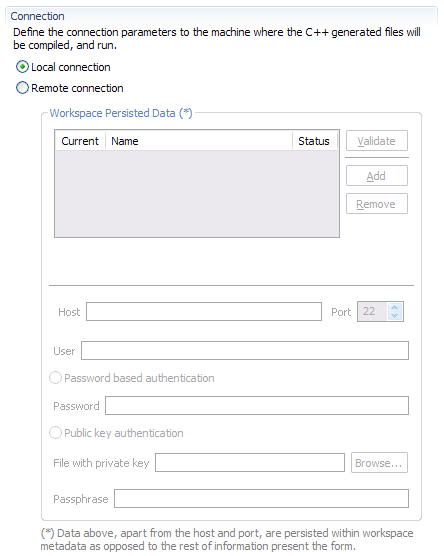 Connection
Define the connection parameters to the machine where the C++ generated files will
be compiled, and run.
Local connection
Remote connection
Workspace Persisted Data (*)
Current Name Status
Validate
Add
Remove
Host Port 22
User
Password based authentication
Password
Public key authentication
File with private key Browse...
Passphrase
(*) Data above, apart from the host and port, are persisted within workspace
metadata as opposed to the rest of information present the form.